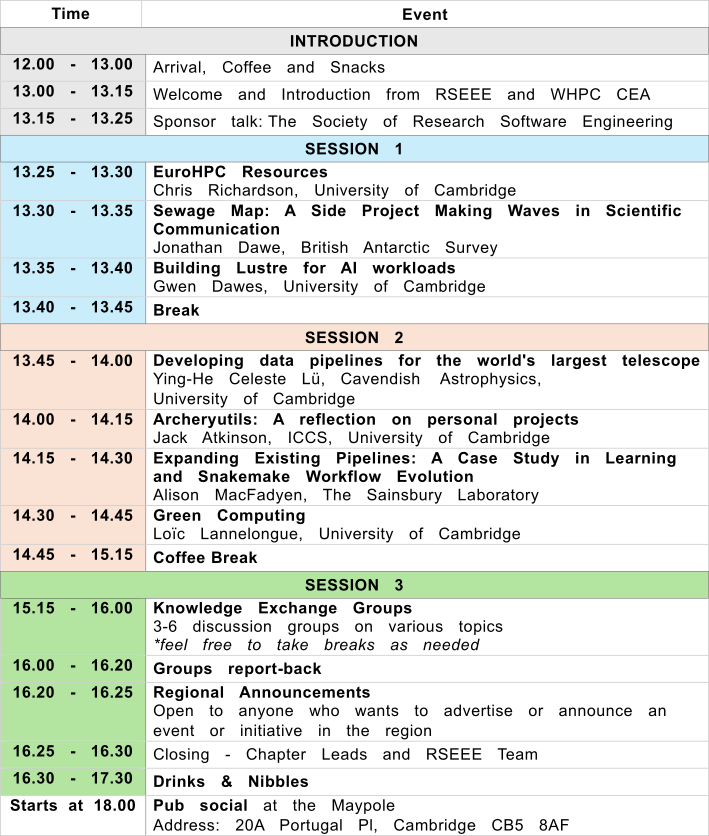 Time Event
INTRODUCTION
12.00 - 13.00 Arrival, Coffee and Snacks
13.00 - 13.15 Welcome and Introduction from RSEEE and WHPC CEA
13.15 - 13.25 Sponsor talk: The Society of Research Software Engineering
SESSION 1
13.25 - 13.30 EuroHPC Resources
Chris Richardson, University of Cambridge
13.30 - 13.35 Sewage Map: A Side Project Making Waves in Scientific
Communication
Jonathan Dawe, British Antarctic Survey
13.35 - 13.40 Building Lustre for AI workloads
Gwen Dawes, University of Cambridge
13.40 - 13.45 Break
SESSION 2
13.45 - 14.00 Developing data pipelines for the world's largest telescope
Ying-He Celeste Lü, Cavendish Astrophysics,
University of Cambridge
14.00 - 14.15 Archeryutils: A reflection on personal projects
Jack Atkinson, ICCS, University of Cambridge
14.15 - 14.30 Expanding Existing Pipelines: A Case Study in Learning
and Snakemake Workflow Evolution
Alison MacFadyen, The Sainsbury Laboratory
14.30 - 14.45 Green Computing
Loïc Lannelongue, University of Cambridge
14.45 - 15.15 Coffee Break
SESSION 3
15.15 - 16.00 Knowledge Exchange Groups
3-6 discussion groups on various topics
*feel free to take breaks as needed
16.00 - 16.20 Groups report-back
16.20 - 16.25 Regional Announcements
Open to anyone who wants to advertise or announce an
event or initiative in the region
16.25 - 16.30 Closing - Chapter Leads and RSEEE Team
16.30 - 17.30 Drinks & Nibbles
Starts at 18.00 Pub social at the Maypole
Address: 20A Portugal Pl, Cambridge CB5 8AF